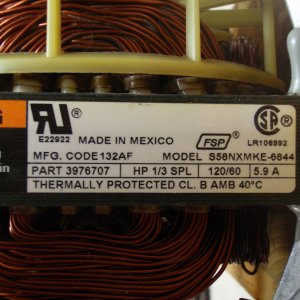 E22922
MADE IN MEXICO
FSP
LR106992
MFG. CODE 132AF MODEL S58NXMKE-6844
PART 3976707 HP 1/3 SPL 120/60 5.9 A
THERMALLY PROTECTED CL. B AMB 40°C